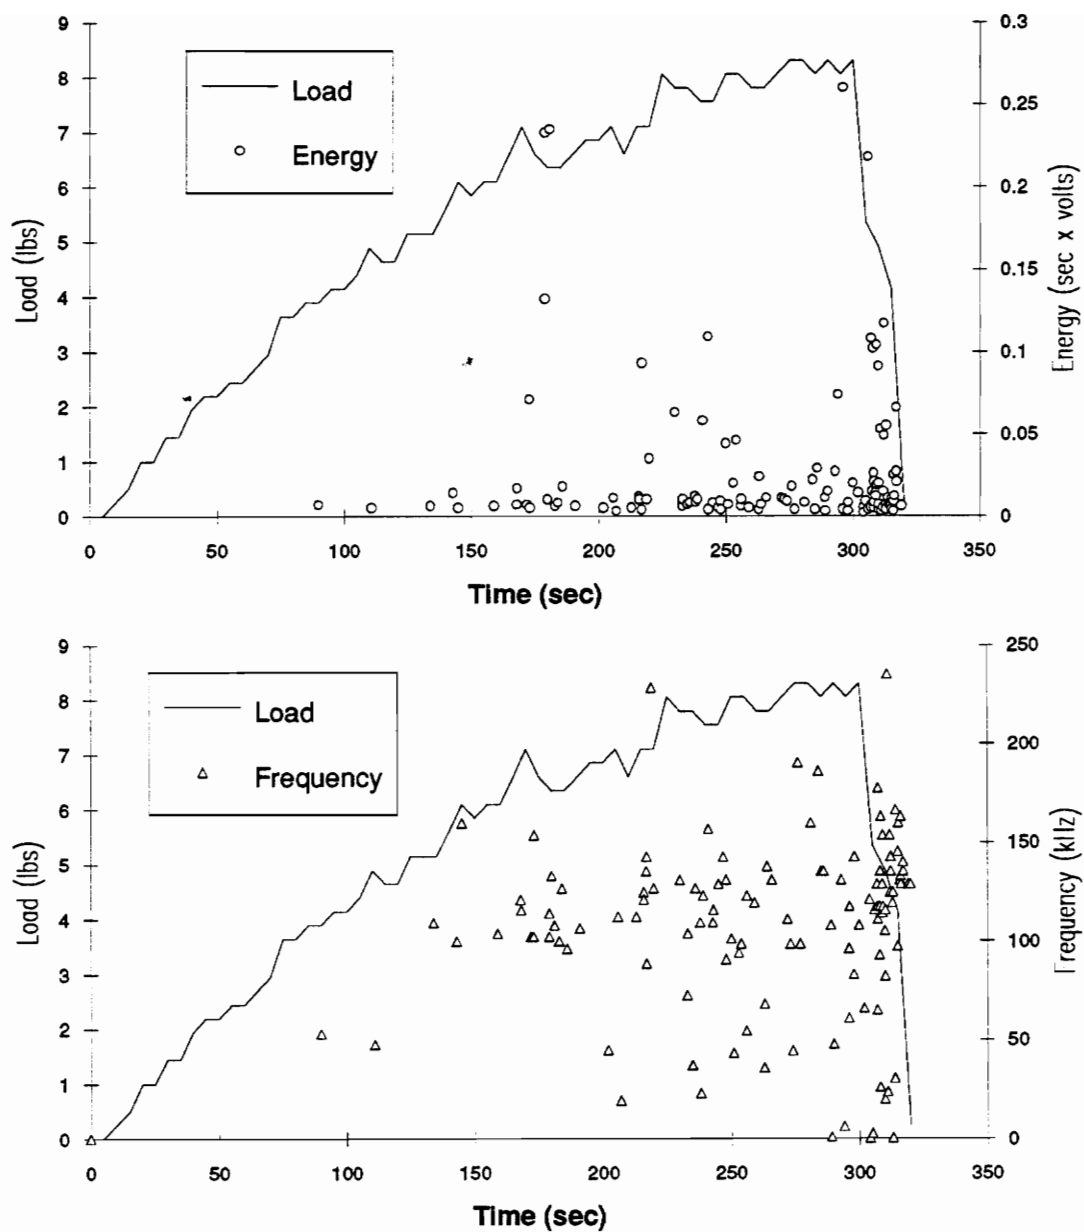 9
8
7
6
5
4
3
2
1
0
Load (lbs)
Load
Energy
0.3
0.25
0.2
0.15
0.1
0.05
0
Energy (sec x volts)
0 50 100 150 200 250 300 350
Time (sec)
9
8
7
6
5
4
3
2
1
0
Load (lbs)
Load
Frequency
250
200
150
100
50
0
Frequency (kHz)
0 50 100 150 200 250 300 350
Time (sec)